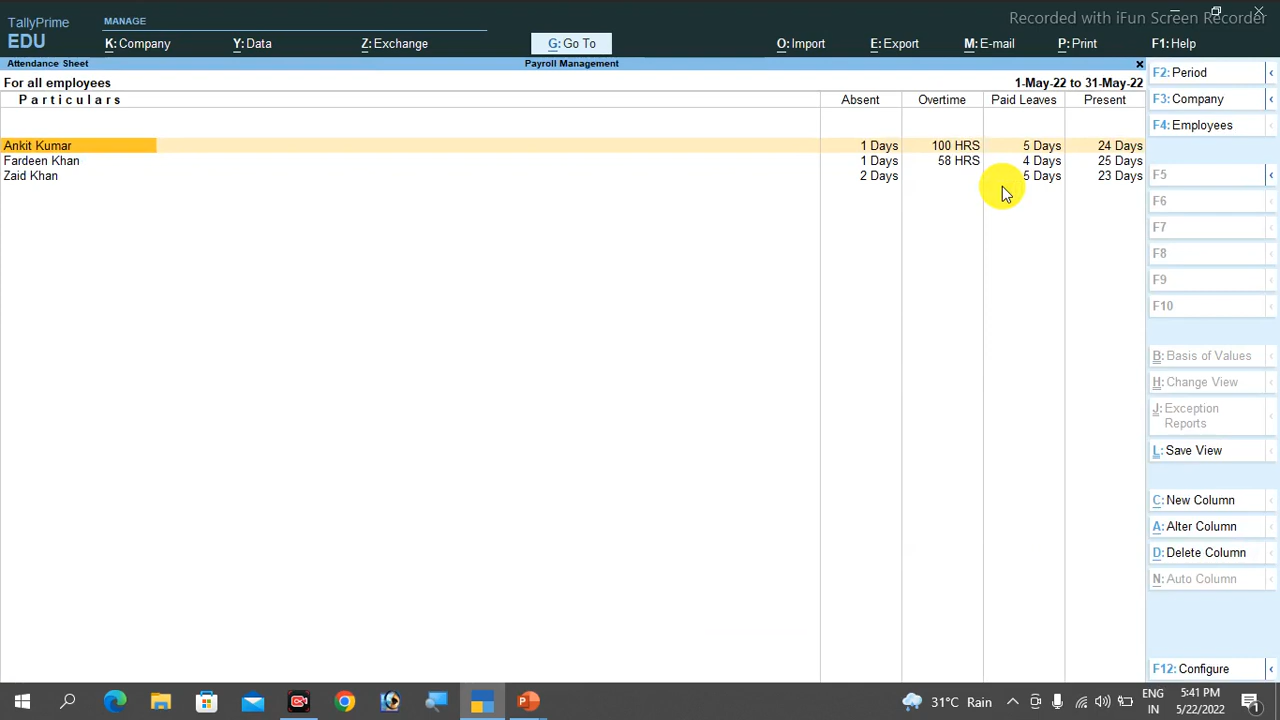 TallyPrime
EDU
MANAGE
K: Company
Y: Data
Z: Exchange
G: Go To
O: Import
E: Export
M: E-mail
P: Print
F1: Help
Recorded with iFun Screen Recorder
Attendance Sheet
Payroll Management
For all employees
1-May-22 to 31-May-22
Particulars Absent Overtime Paid Leaves Present
Ankit Kumar 1 Days 100 HRS 5 Days 24 Days
Fardeen Khan 1 Days 58 HRS 4 Days 25 Days
Zaid Khan 2 Days 5 Days 23 Days
F2: Period
F3: Company
F4: Employees
F5
F6
F7
F8
F9
F10
B: Basis of Values
H: Change View
J: Exception
Reports
L: Save View
C: New Column
A: Alter Column
D: Delete Column
N: Auto Column
F12: Configure
31°C Rain
ENG
IN
5:41 PM
5/22/2022
1